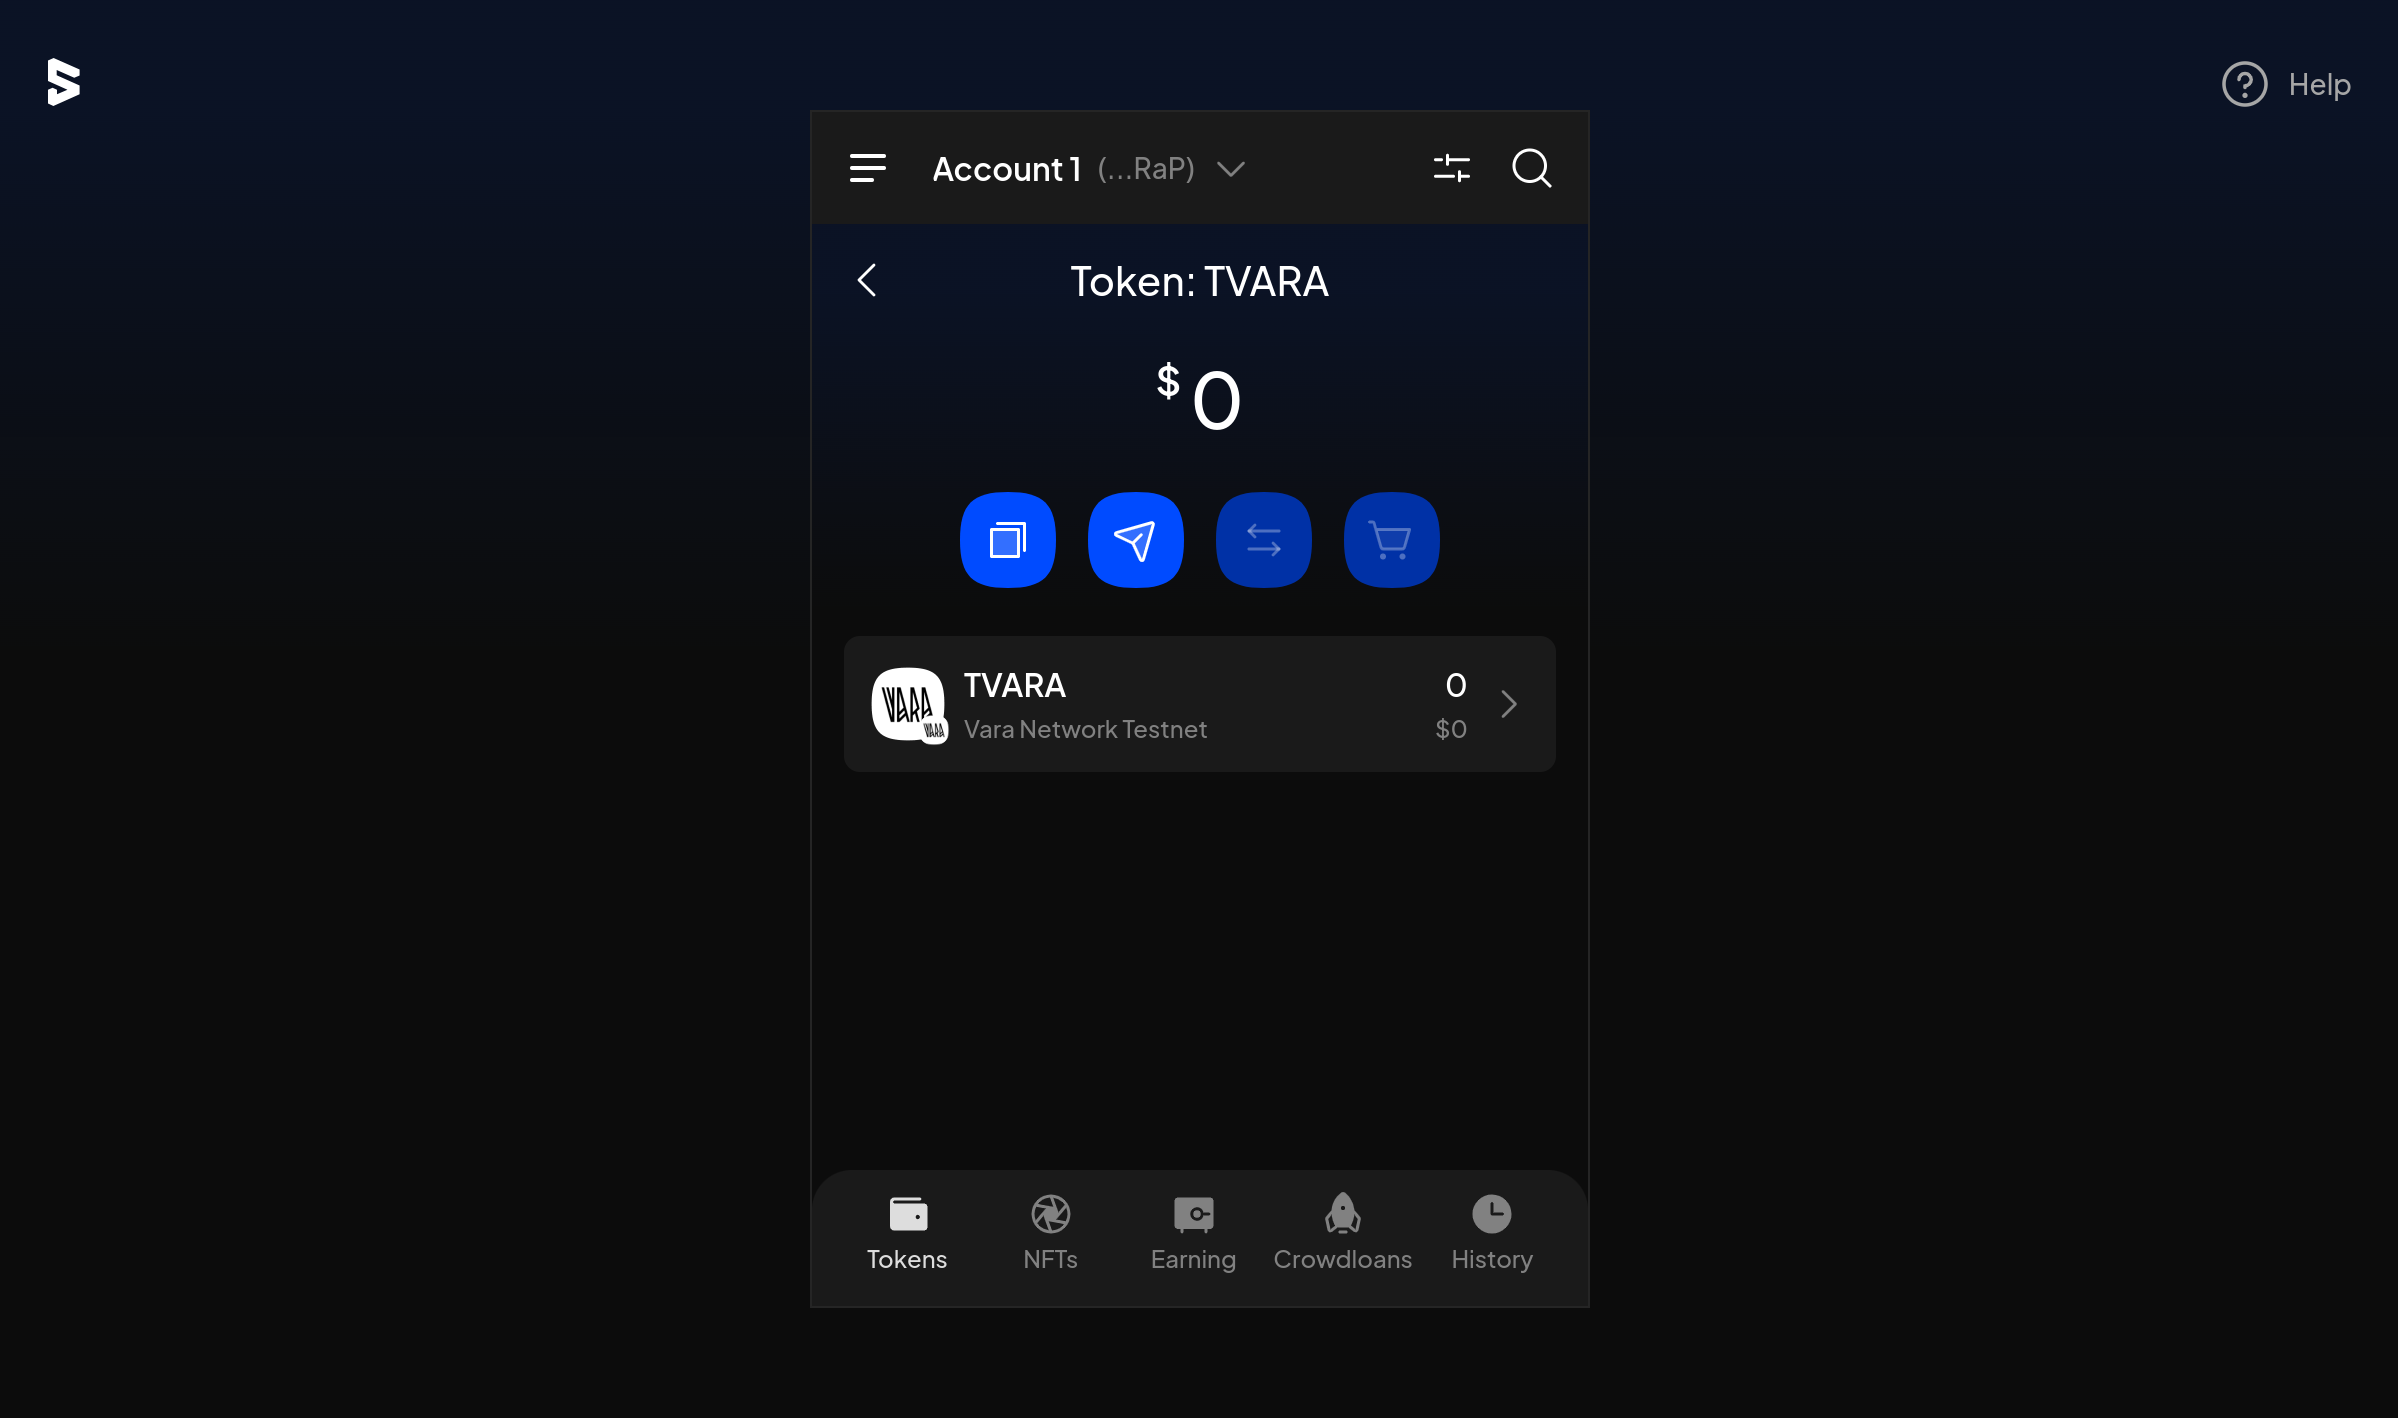 Help
Account 1 (...RaP)
Token: TVARA
$ 0
VARA
VARA
TVARA
0
Vara Network Testnet
$0
Tokens
NFTs
Earning
Crowdloans
History